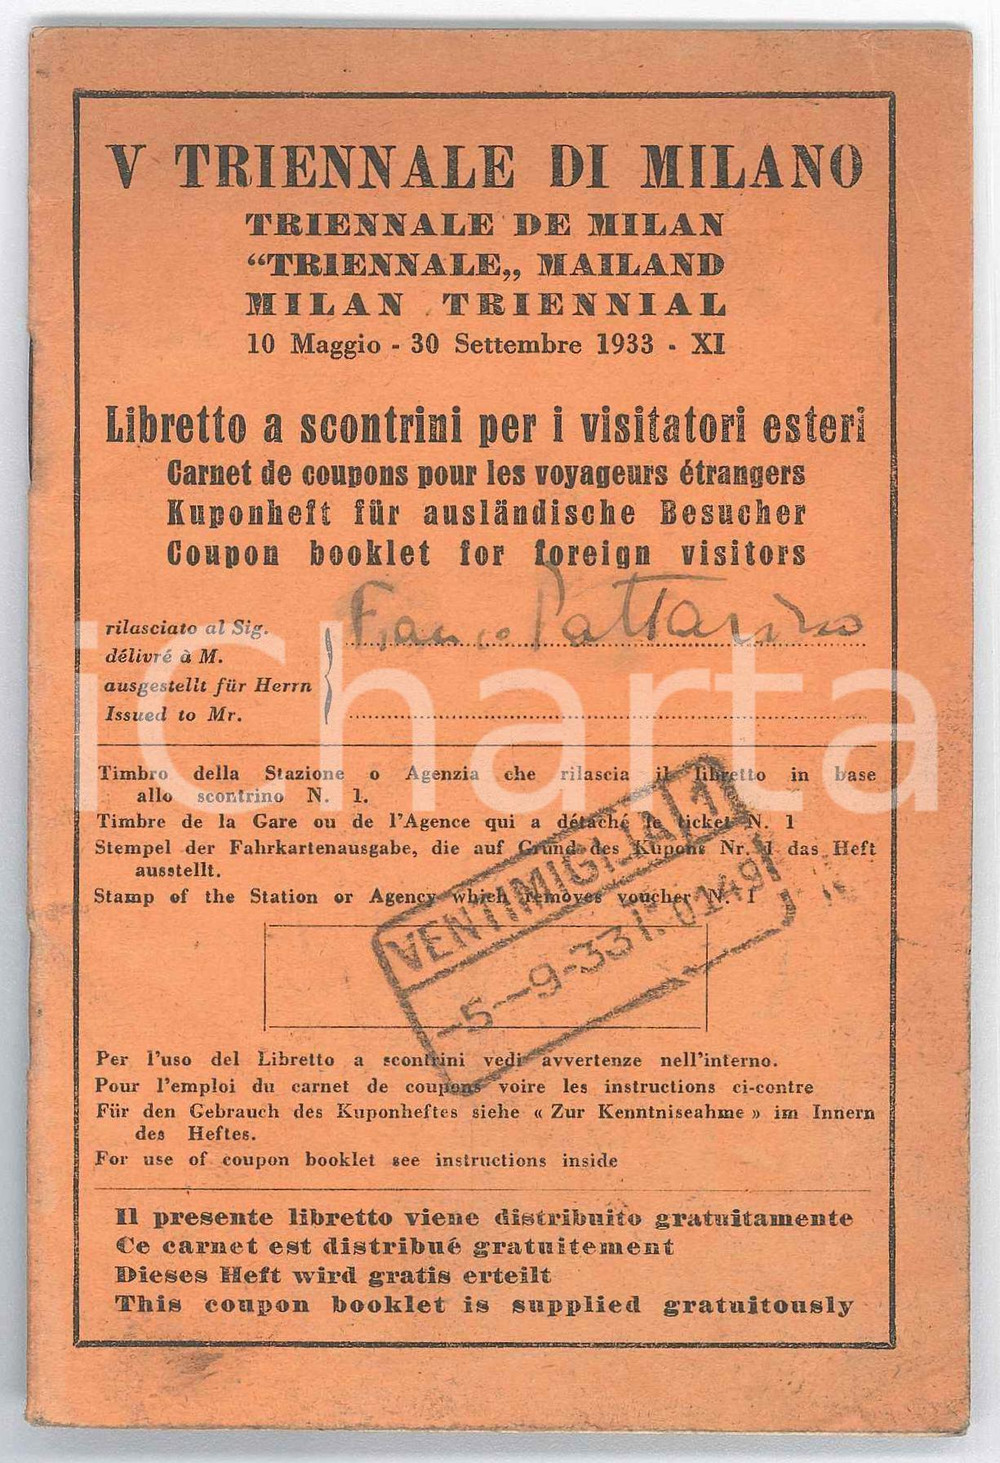 V TRIENNALE DI MILANO
TRIENNALE DE MILAN
“TRIENNALE„ MAILAND
MILAN TRIENNIAL
10 Maggio - 30 Settembre 1933 - XI
Libretto a scontrini per i visitatori esteri
Carnet de coupons pour les voyageurs étrangers
Kuponheft für ausländische Besucher
Coupon booklet for foreign visitors
rilasciato al Sig. Franco Pattarino
délivré à M.
ausgestellt für Herrn
Issued to Mr.
iCharta
Timbro della Stazione o Agenzia che rilascia il libretto in base
allo scontrino N. 1.
Timbre de la Gare ou de l'Agence qui a détaché le ticket N. 1
Stempel der Fahrkartenausgabe, die auf Grund des Kupons Nr. 1 das Heft
ausstellt.
Stamp of the Station or Agency which removes voucher N. 1
VENTIMIGLIA 1
-5-9-33
Per l'uso del Libretto a scontrini vedi avvertenze nell'interno.
Pour l'emploi du carnet de coupons voire les instructions ci-contre
Für den Gebrauch des Kuponheftes siehe « Zur Kenntniseahme » im Innern
des Heftes.
For use of coupon booklet see instructions inside
Il presente libretto viene distribuito gratuitamente
Ce carnet est distribué gratuitement
Dieses Heft wird gratis erteilt
This coupon booklet is supplied gratuitously